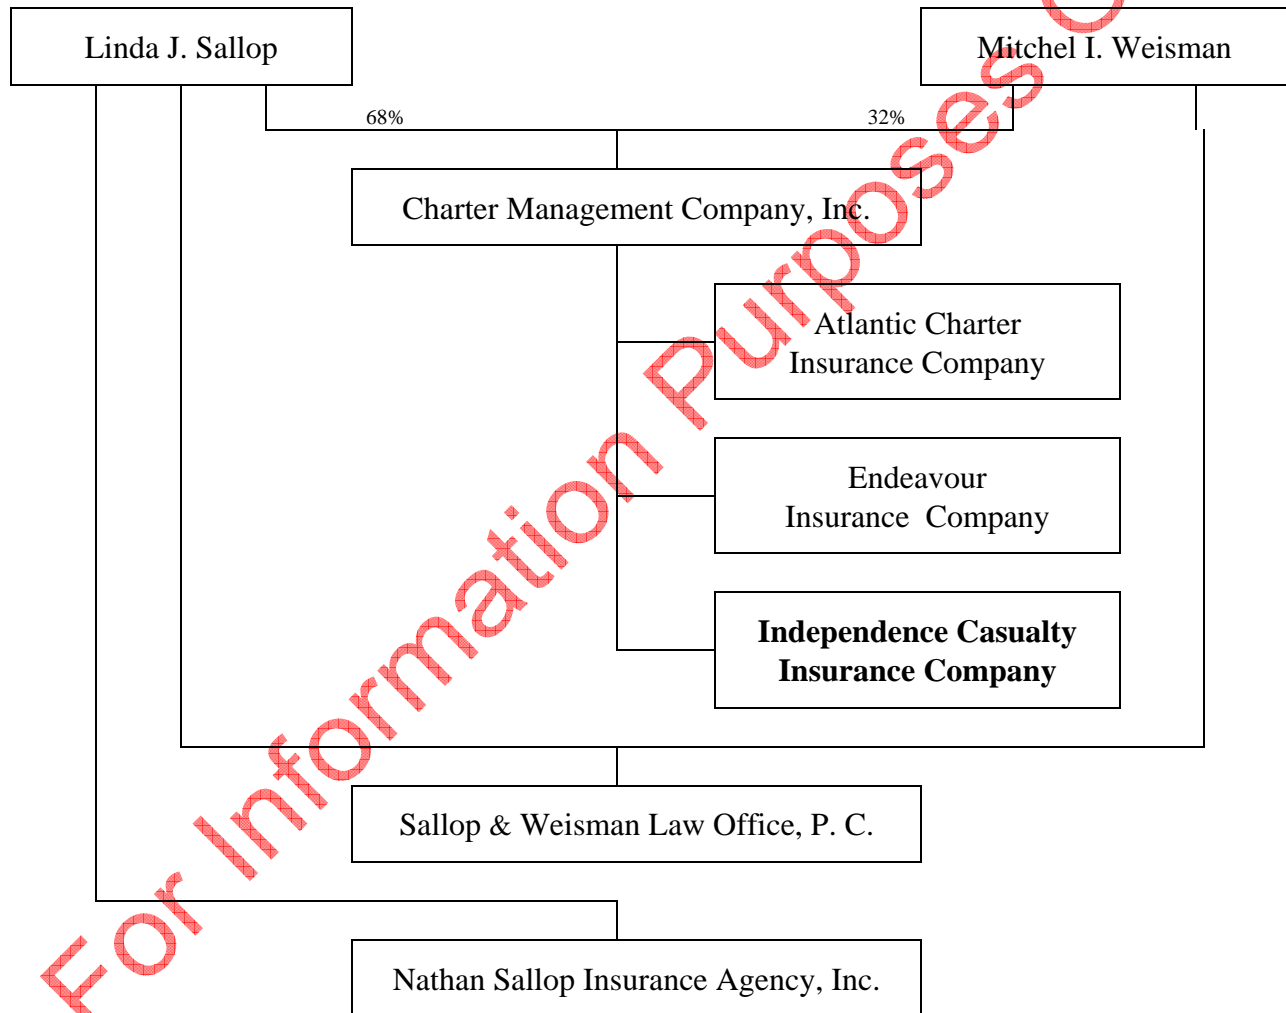 Linda J. Sallop
Mitchel I. Weisman
68%
32%
Charter Management Company, Inc.
Atlantic Charter
Insurance Company
Endeavour
Insurance  Company
Independence Casualty
Insurance Company
Sallop & Weisman Law Office, P. C.
Nathan Sallop Insurance Agency, Inc.
For Information Purposes